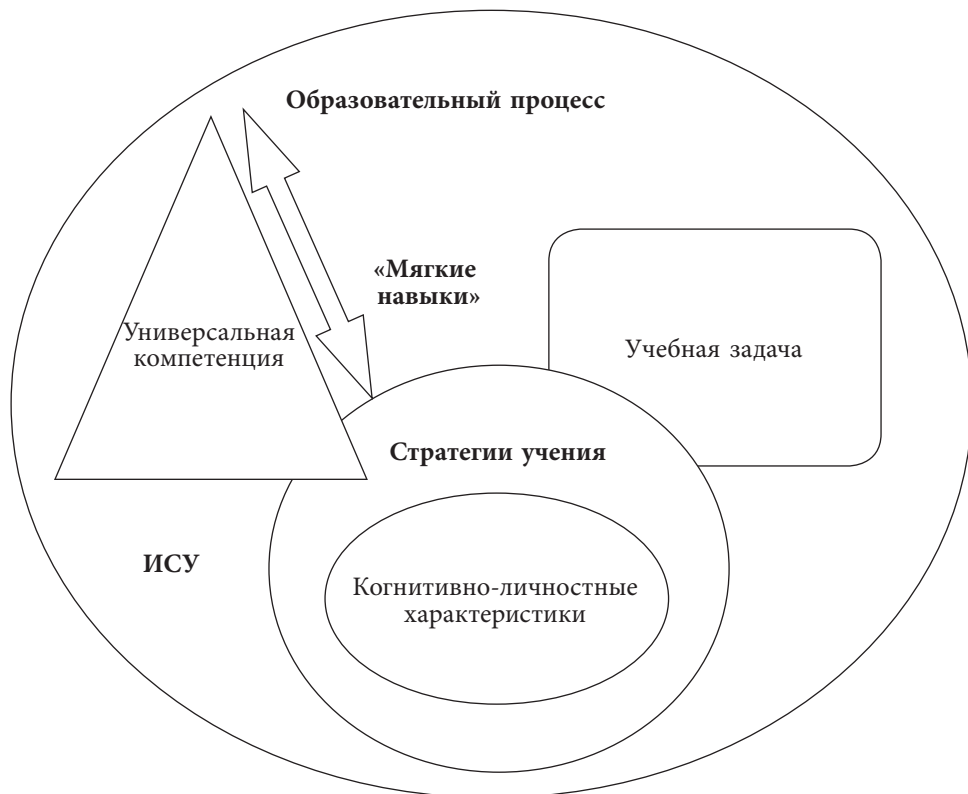 Образовательный процесс
«Мягкие
навыки»
Универсальная
компетенция
Учебная задача
Стратегии учения
ИСУ
Когнитивно-личностные
характеристики